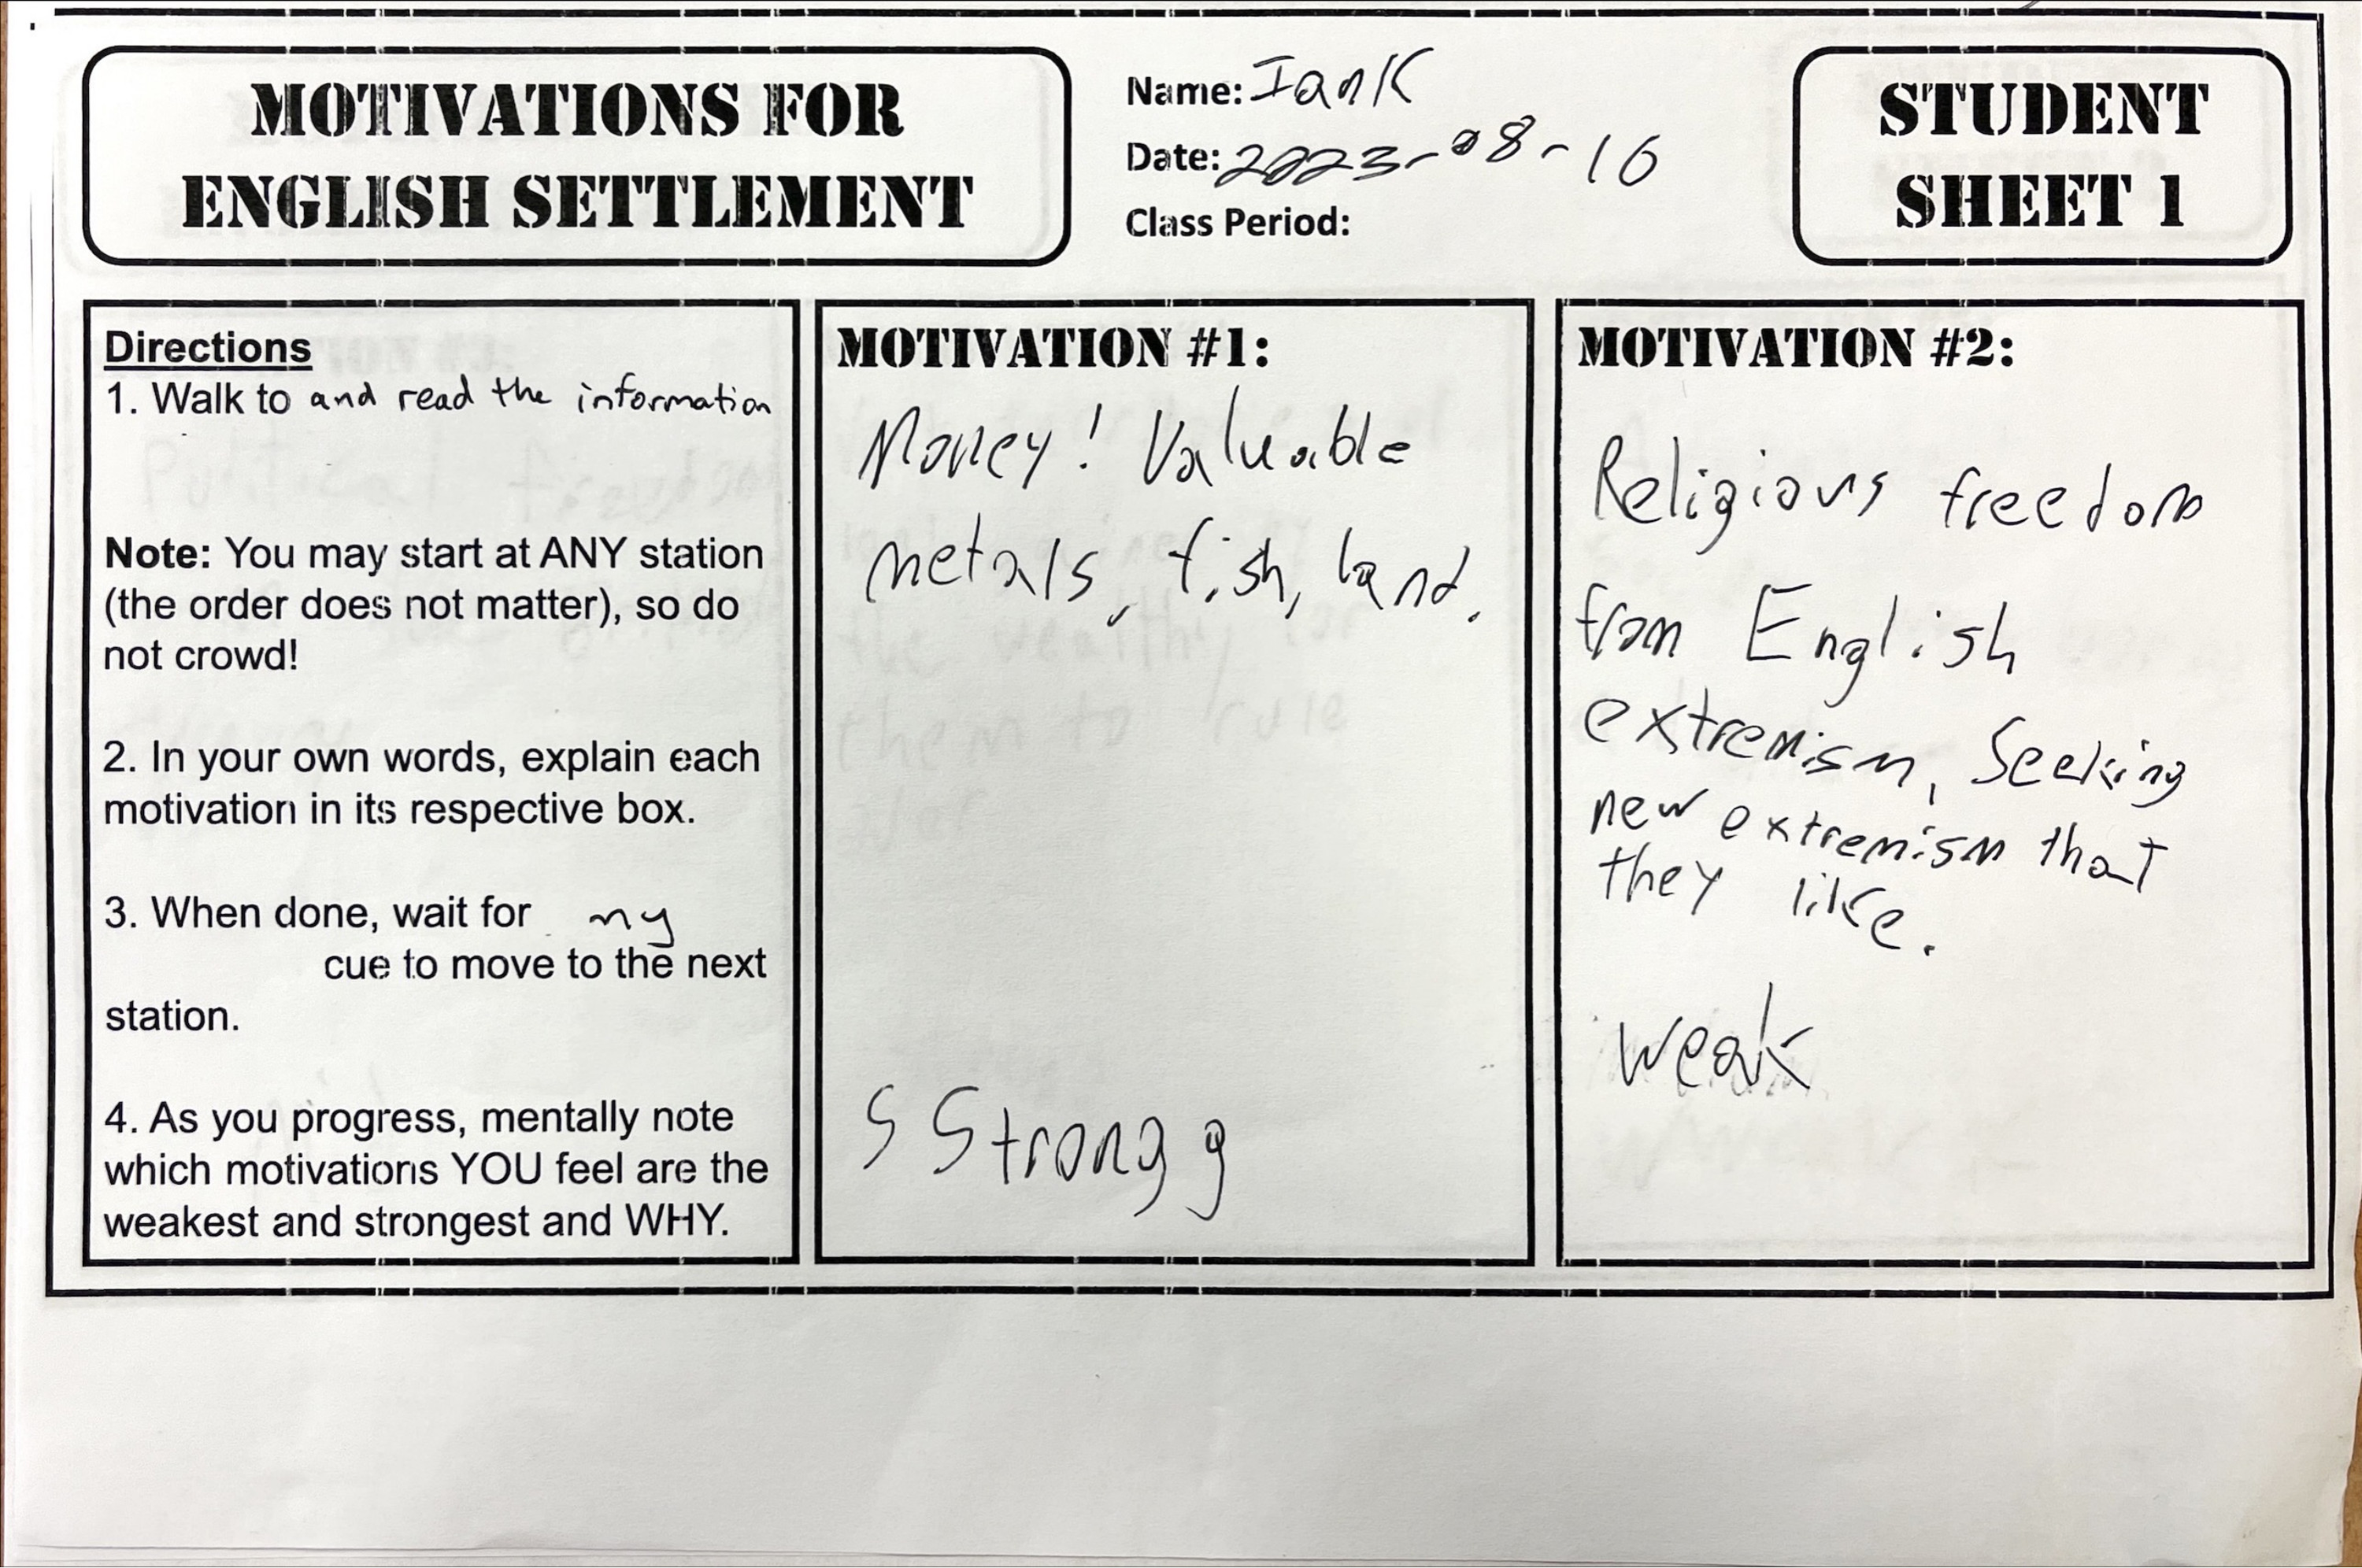 MOTIVATIONS FOR
ENGLISH SETTLEMENT
Name: Ian K
Date: 2023-08-16
Class Period:
STUDENT
SHEET 1
Directions
1. Walk to and read the information
Note: You may start at ANY station
(the order does not matter), so do
not crowd!
2. In your own words, explain each
motivation in its respective box.
3. When done, wait for my
cue to move to the next
station.
4. As you progress, mentally note
which motivations YOU feel are the
weakest and strongest and WHY.
MOTIVATION #1:
Money! Valuable
metals, fish, land.
S Strong g
MOTIVATION #2:
Religious freedom
from English
extremism, Seeking
new extremism that
they like.
weak